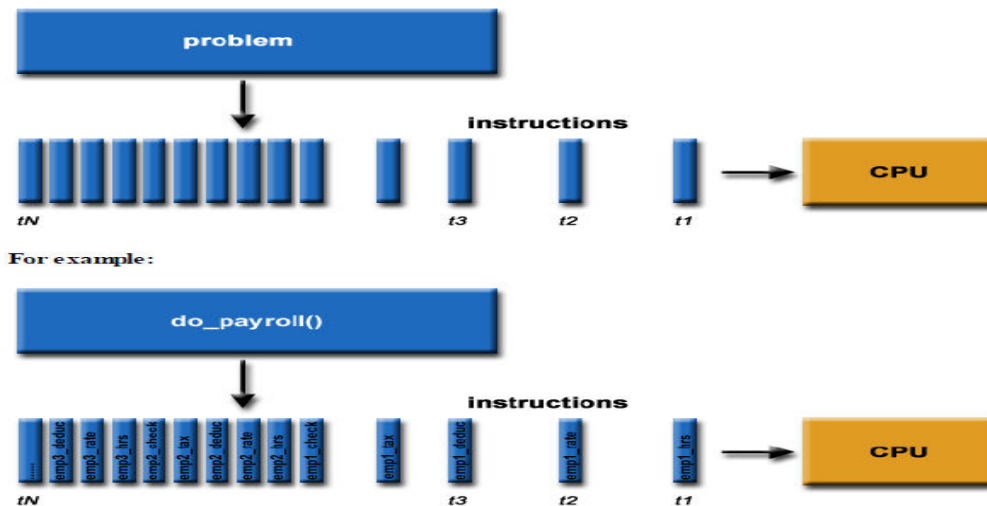 problem
instructions
CPU
tN t3 t2 t1
For example:
do_payroll()
instructions
..... emp3_deduc emp3_rate emp3_hrs emp2_check emp2_tax emp2_deduc emp2_rate emp2_hrs emp1_check emp1_tax emp1_deduc emp1_rate emp1_hrs
CPU
tN t3 t2 t1